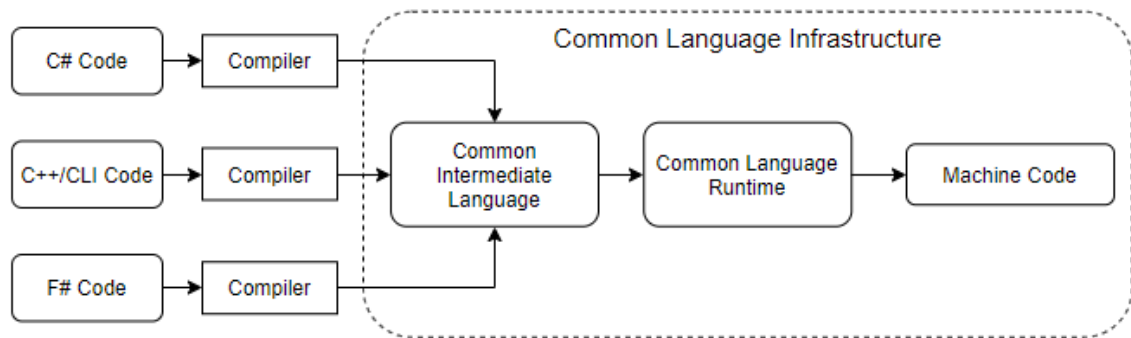 Common Language Infrastructure
C# Code
Compiler
C++/CLI Code
Compiler
Common
Intermediate
Language
Common Language
Runtime
Machine Code
F# Code
Compiler